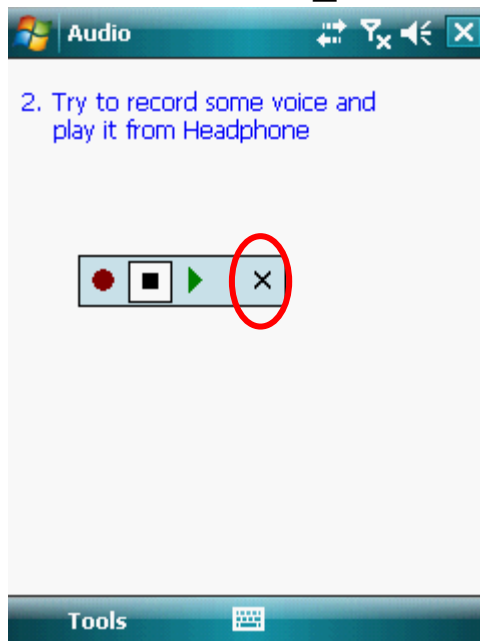 Audio
2. Try to record some voice and
play it from Headphone
Tools